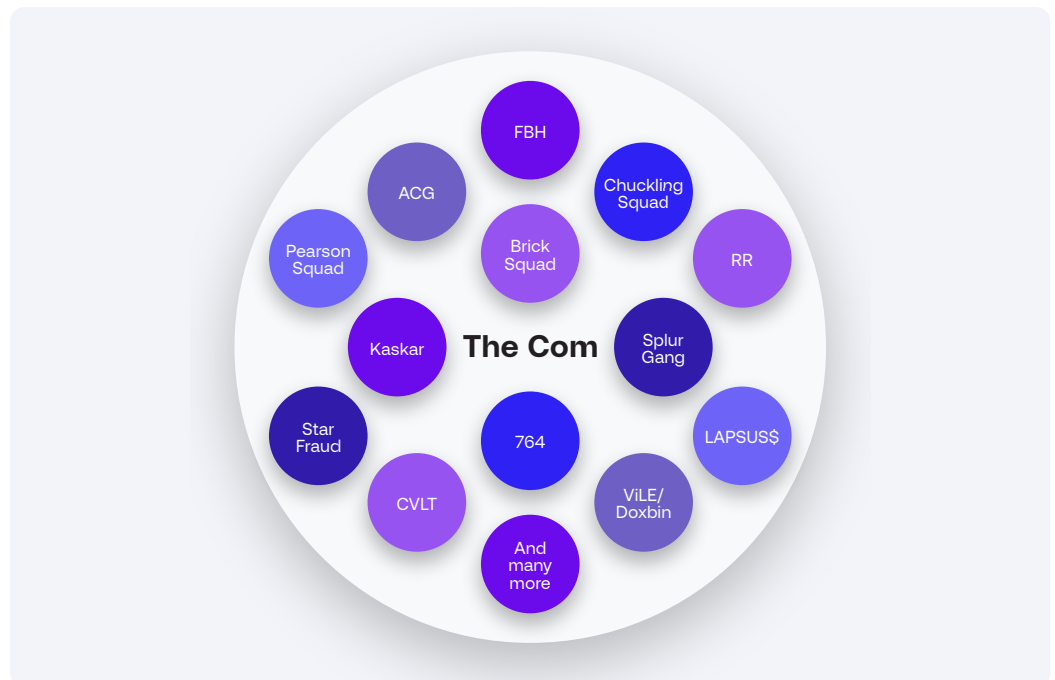 FBH
ACG
Chuckling
Squad
Pearson
Squad
Brick
Squad
RR
Kaskar
The Com
Splur
Gang
Star
Fraud
764
LAPSUS$
CVLT
ViLE/
Doxbin
And
many
more